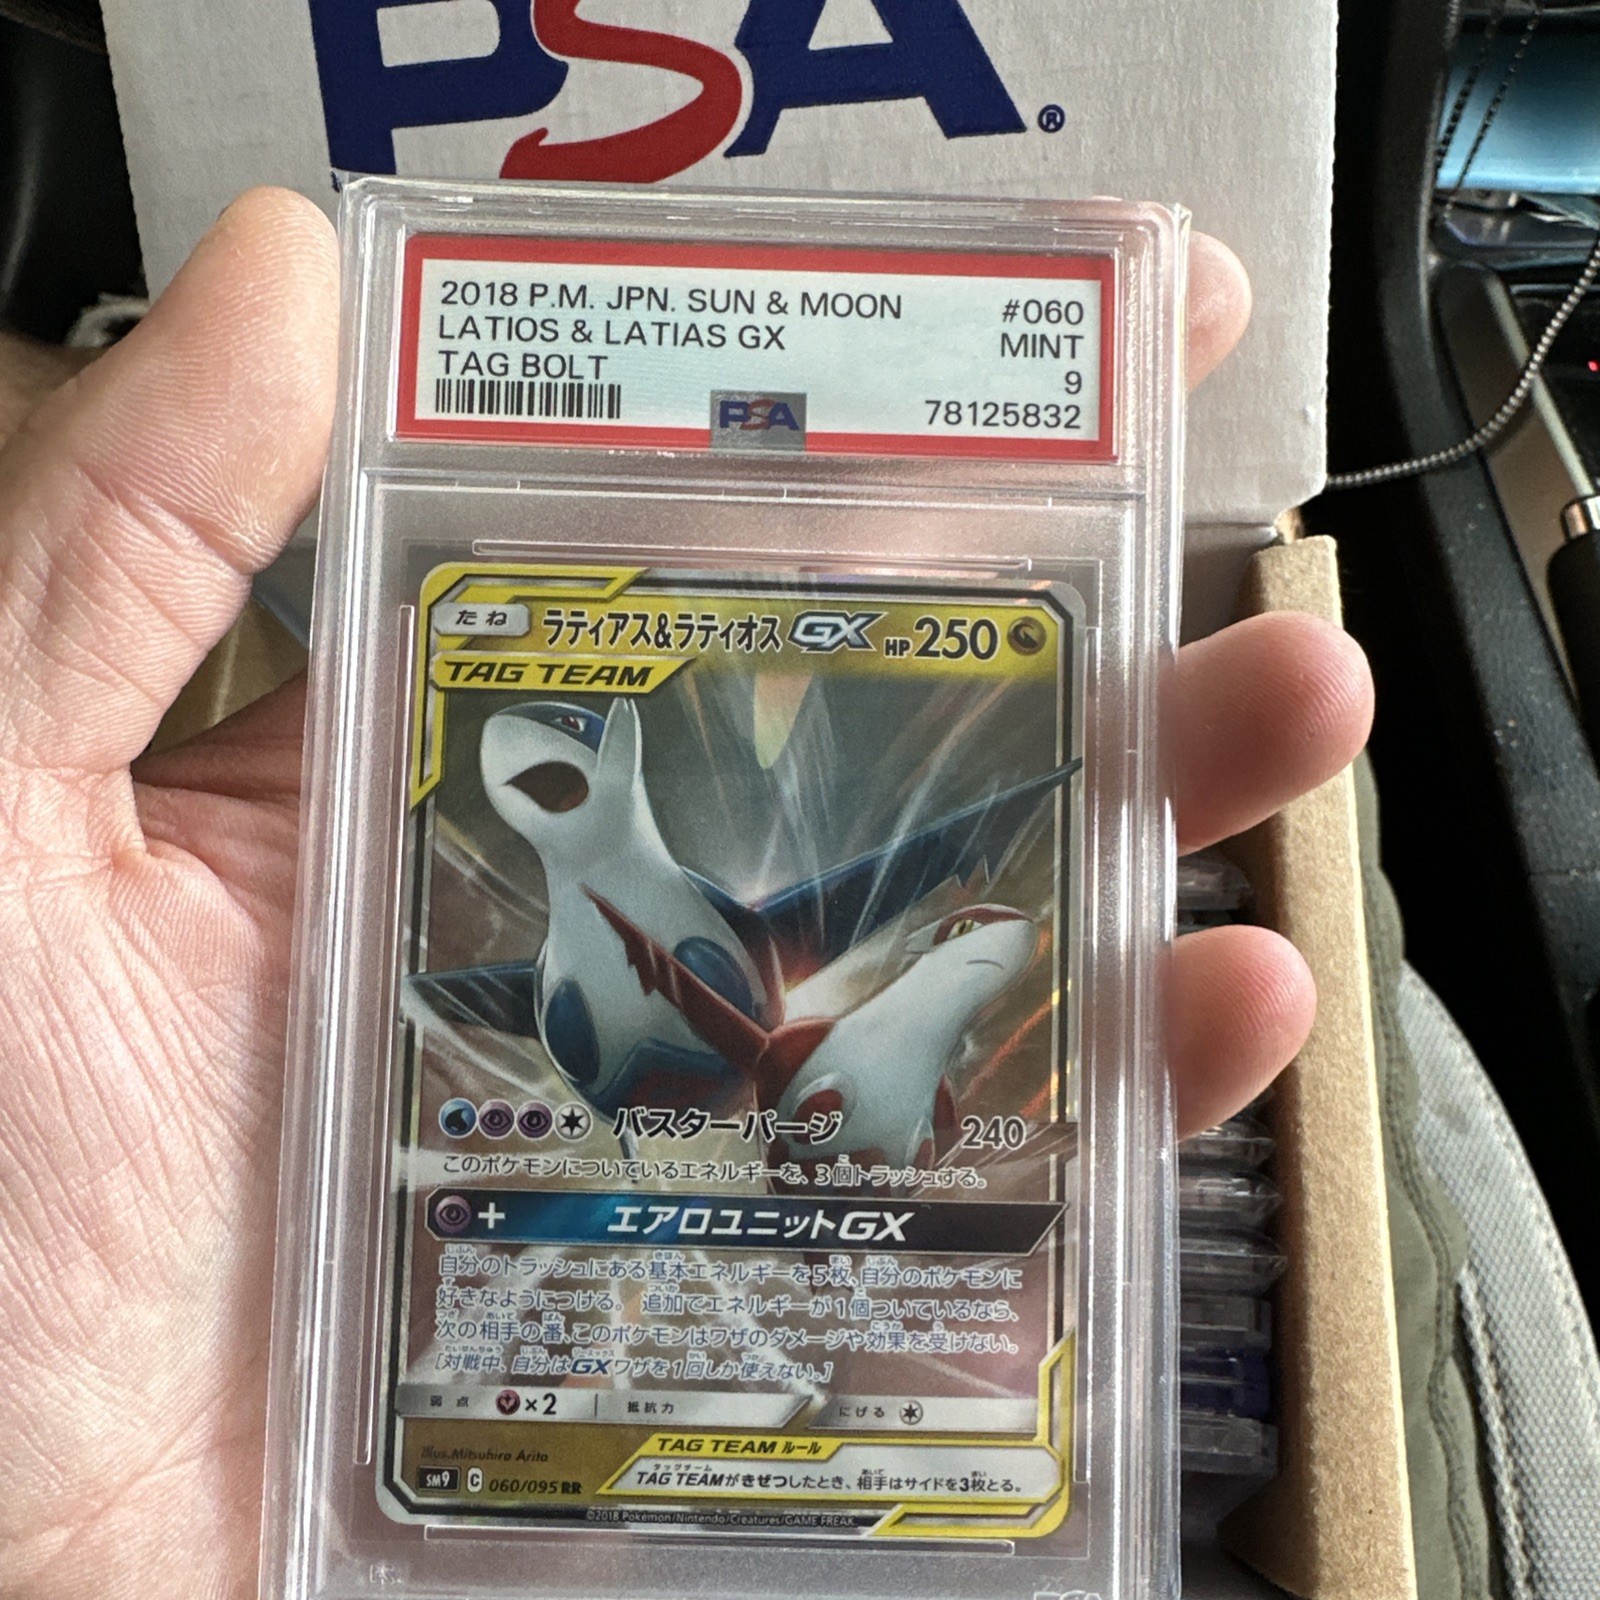 PSA®
2018 P.M. JPN. SUN & MOON #060
LATIOS & LATIAS GX MINT
TAG BOLT 9
PSA 78125832
たね ラティアス&ラティオスGX HP250
TAG TEAM
バスターパージ 240
このポケモンについているエネルギーを、3個トラッシュする。
+ エアロユニットGX
自分のトラッシュにある基本エネルギーを5枚、自分のポケモンに
好きなようにつける。 追加でエネルギーが1個ついているなら、
次の相手の番、このポケモンはワザのダメージや効果を受けない。
[対戦中、自分はGXワザを1回しか使えない。]
弱点 ×2 抵抗力 にげる
Illus.Mitsuhiro Arita
TAG TEAM ルール
SM9 C 060/095 RR
TAG TEAMがきぜつしたとき、相手はサイドを3枚とる。
©2018 Pokémon/Nintendo/Creatures/GAME FREAK.